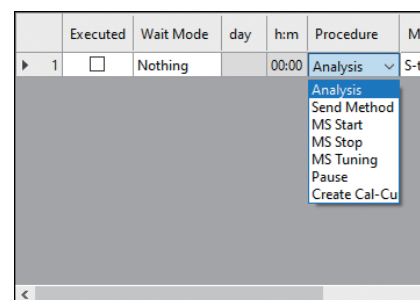 Executed Wait Mode day h:m Procedure M
1 Nothing 00:00 Analysis S-t
Analysis
Send Method
MS Start
MS Stop
MS Tuning
Pause
Create Cal-Cu